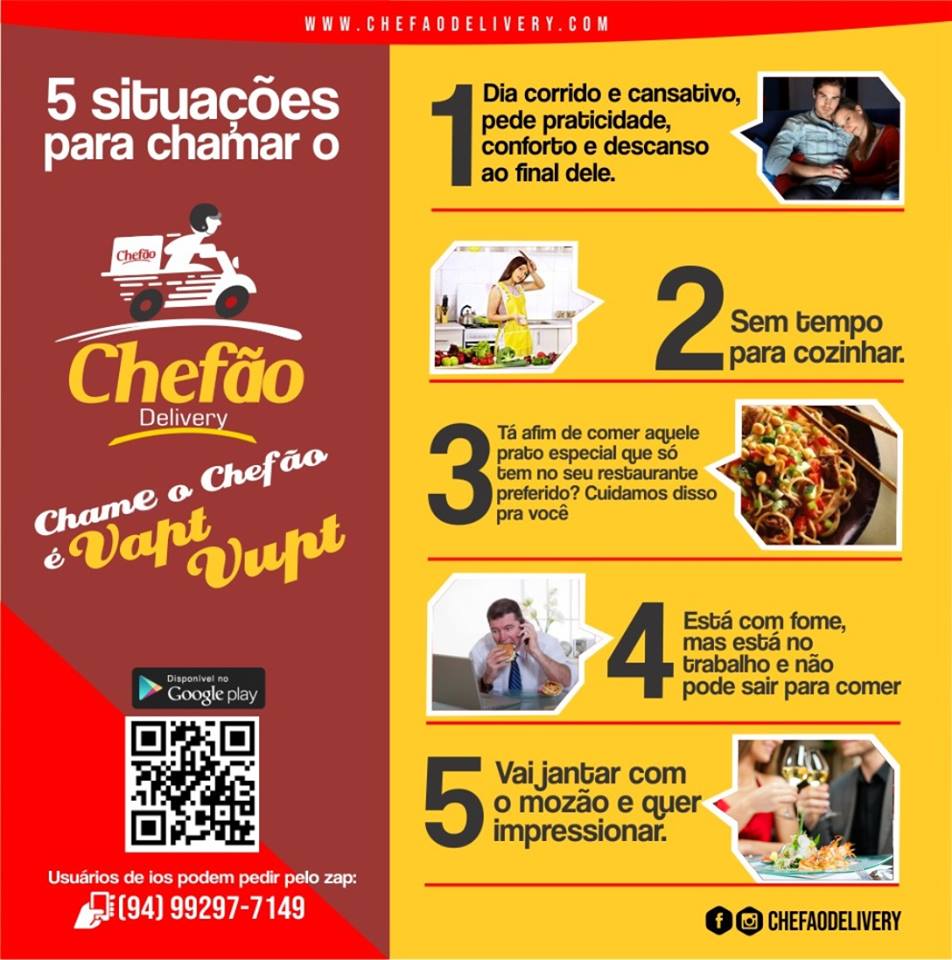 WWW.CHEFAODELIVERY.COM
5 situações
para chamar o
Chefão
Chefão
Delivery
Chame o Chefão
é Vapt
Vupt
Disponível no
Google play
Usuários de ios podem pedir pelo zap:
(94) 99297-7149
1
Dia corrido e cansativo,
pede praticidade,
conforto e descanso
ao final dele.
2
Sem tempo
para cozinhar.
3
Tá afim de comer aquele
prato especial que só
tem no seu restaurante
preferido? Cuidamos disso
pra você
4
Está com fome,
mas está no
trabalho e não
pode sair para comer
5
Vai jantar com
o mozão e quer
impressionar.
CHEFAODELIVERY